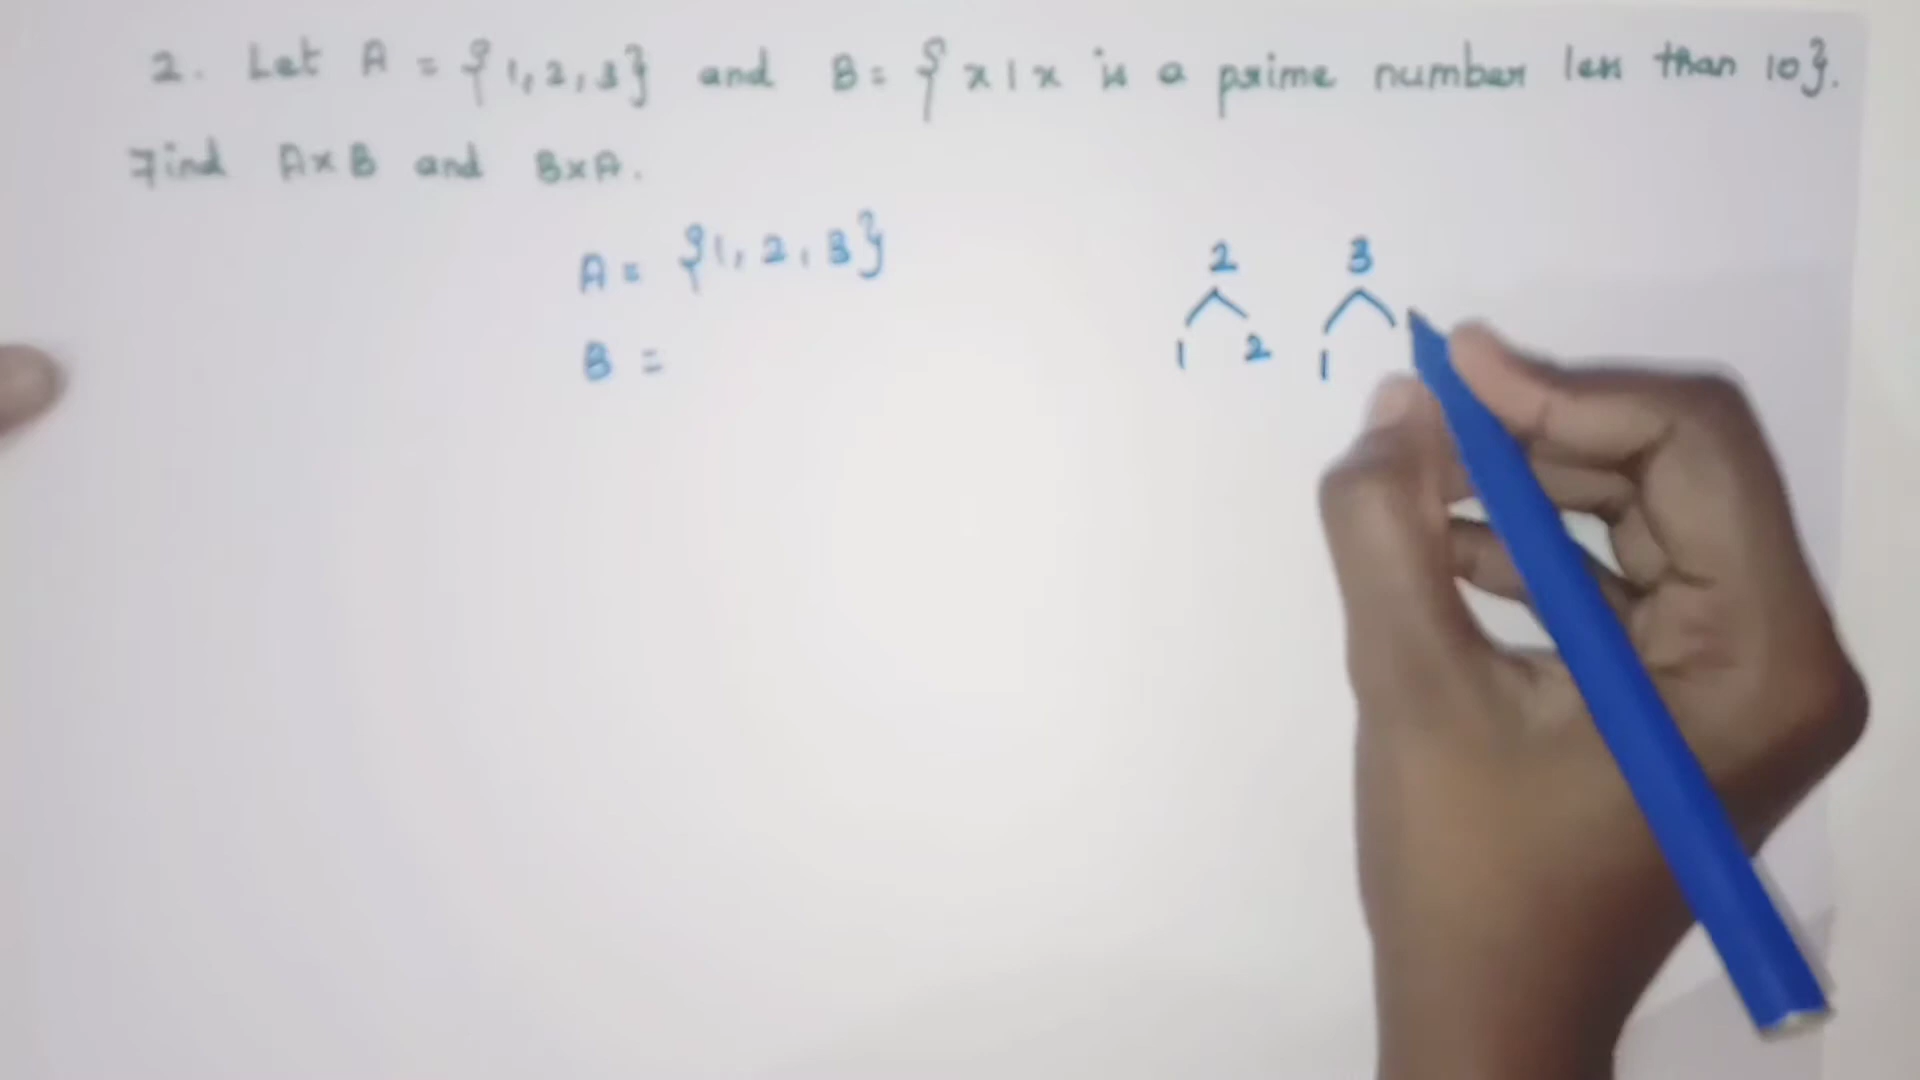 2. Let A = {1, 2, 3} and B = {x | x is a prime number less than 10}.
Find A×B and B×A.
A = {1, 2, 3}
B =
2 3
1 2 1